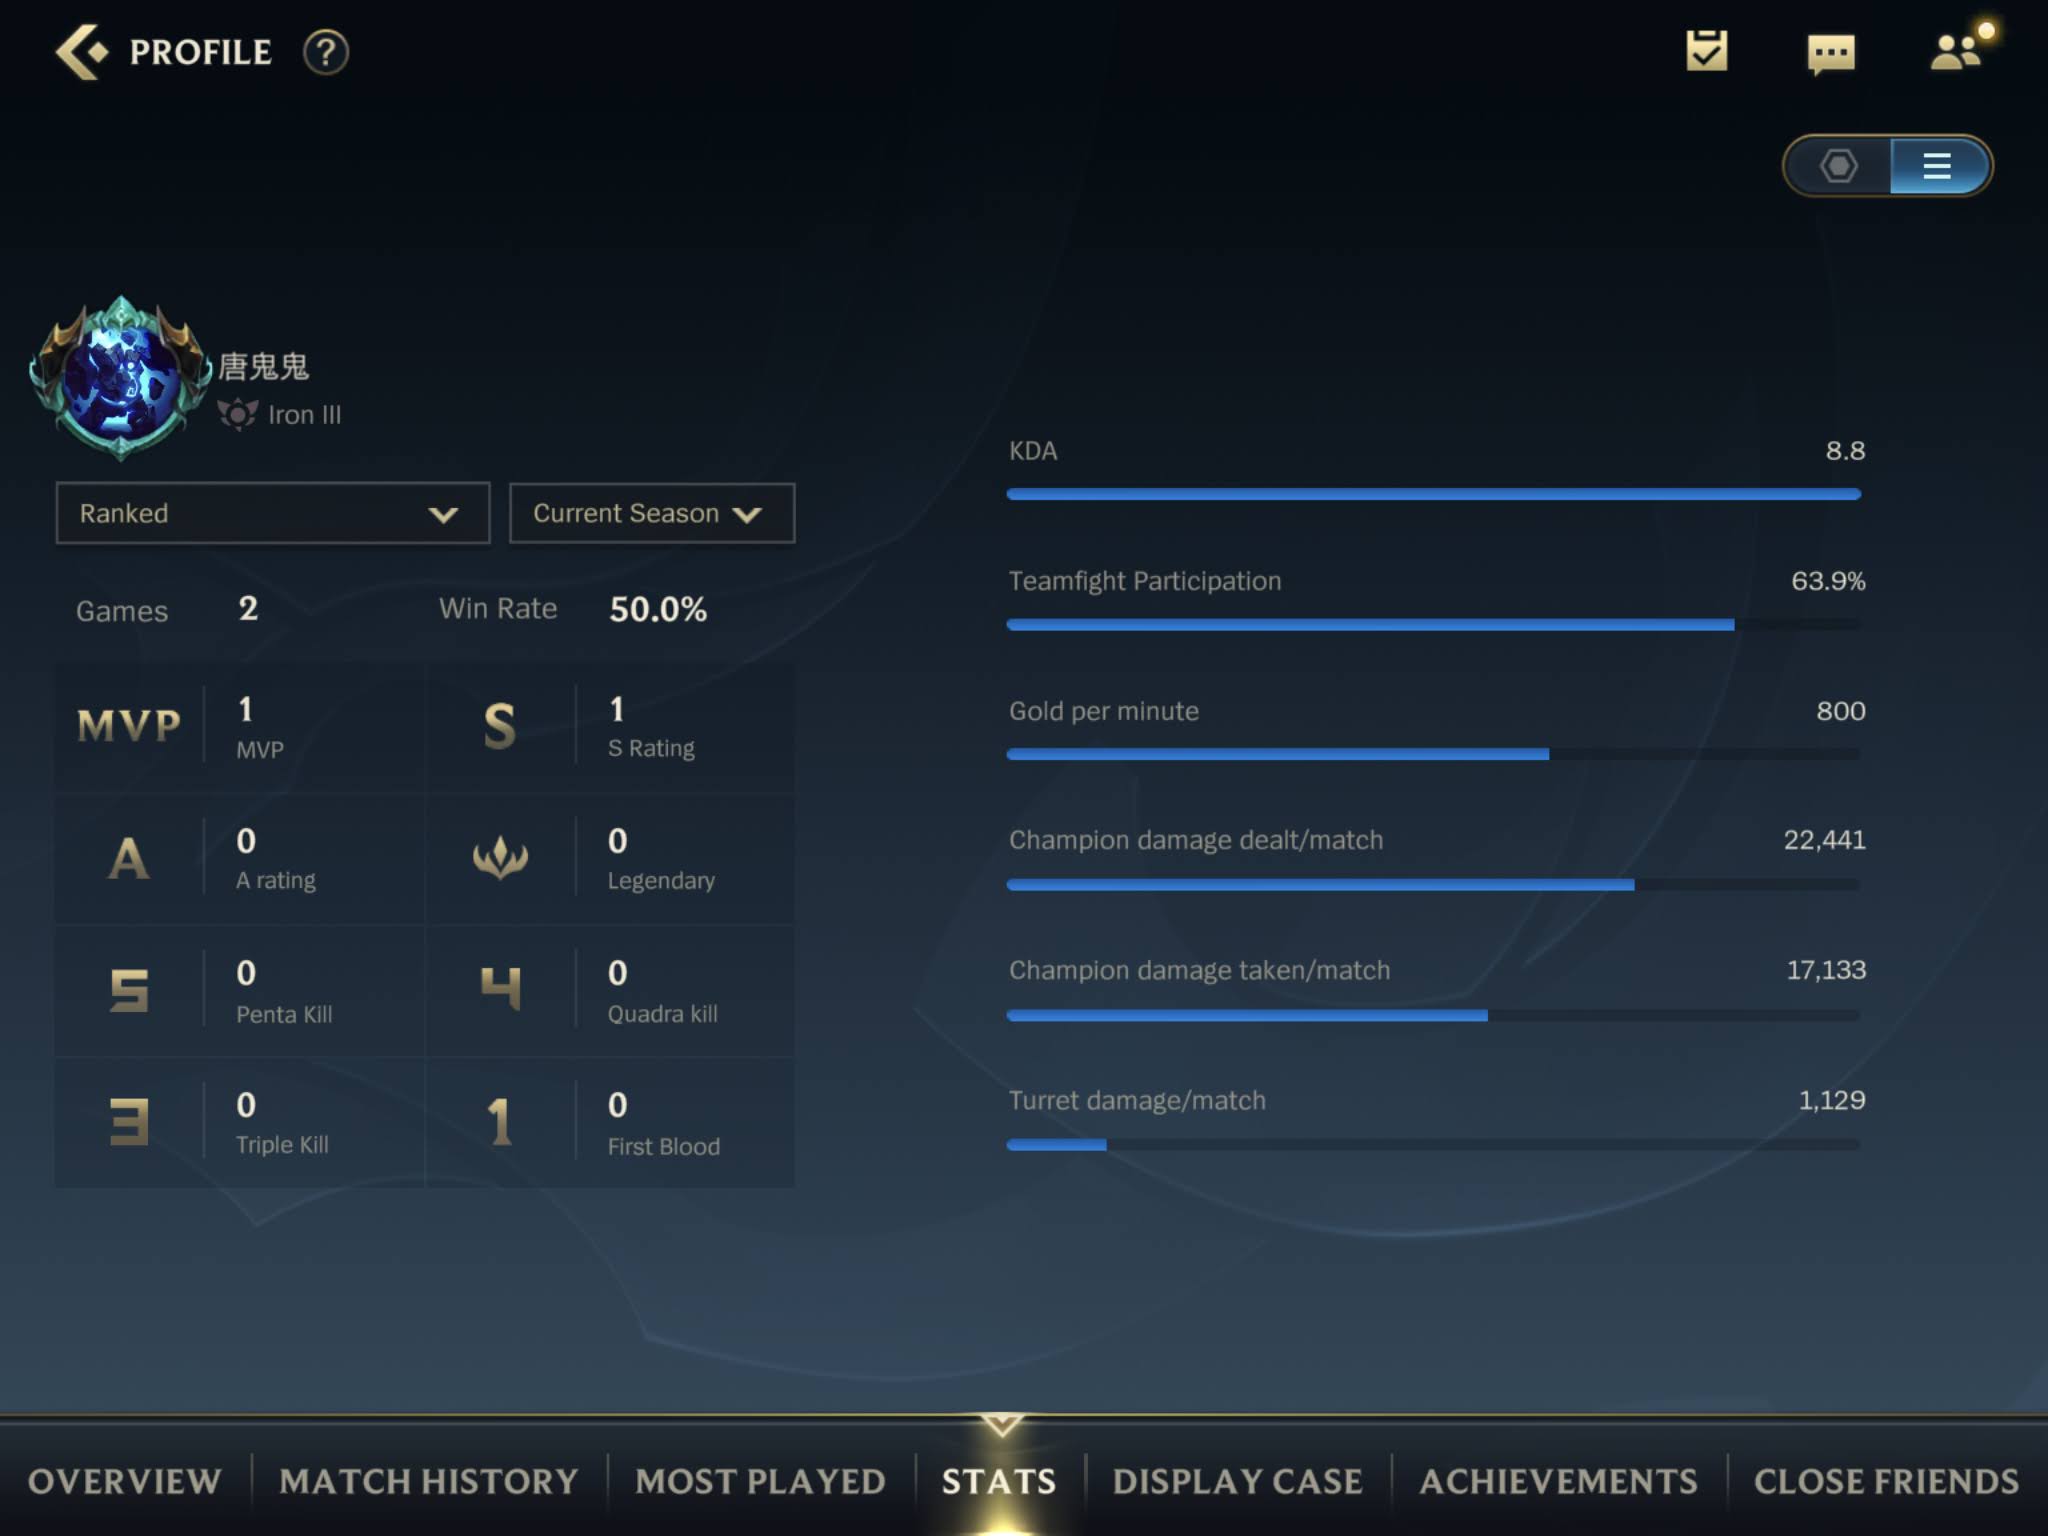 PROFILE ?
唐鬼鬼
Iron III
Ranked
Current Season
Games 2 Win Rate 50.0%
MVP 1 MVP
S 1 S Rating
A 0 A rating
0 Legendary
5 0 Penta Kill
4 0 Quadra kill
3 0 Triple Kill
1 0 First Blood
KDA 8.8
Teamfight Participation 63.9%
Gold per minute 800
Champion damage dealt/match 22,441
Champion damage taken/match 17,133
Turret damage/match 1,129
OVERVIEW MATCH HISTORY MOST PLAYED STATS DISPLAY CASE ACHIEVEMENTS CLOSE FRIENDS